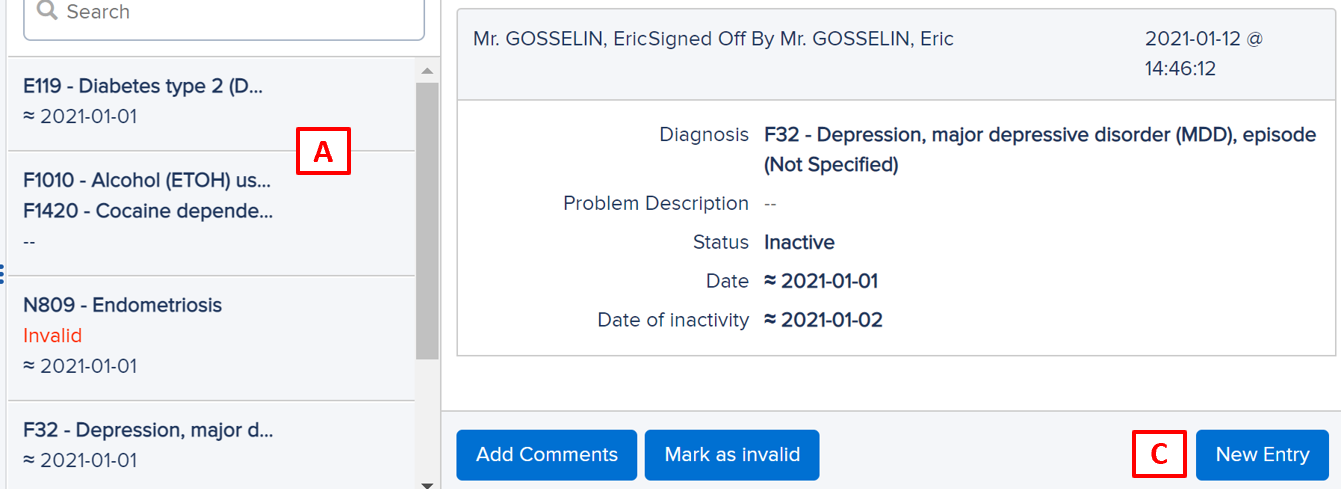 Search
E119 - Diabetes type 2 (D...
≈ 2021-01-01
A
F1010 - Alcohol (ETOH) us...
F1420 - Cocaine depende...
--
N809 - Endometriosis
Invalid
≈ 2021-01-01
F32 - Depression, major d...
≈ 2021-01-01
Mr. GOSSELIN, EricSigned Off By Mr. GOSSELIN, Eric
2021-01-12 @
14:46:12
Diagnosis F32 - Depression, major depressive disorder (MDD), episode
(Not Specified)
Problem Description --
Status Inactive
Date ≈ 2021-01-01
Date of inactivity ≈ 2021-01-02
Add Comments Mark as invalid C New Entry